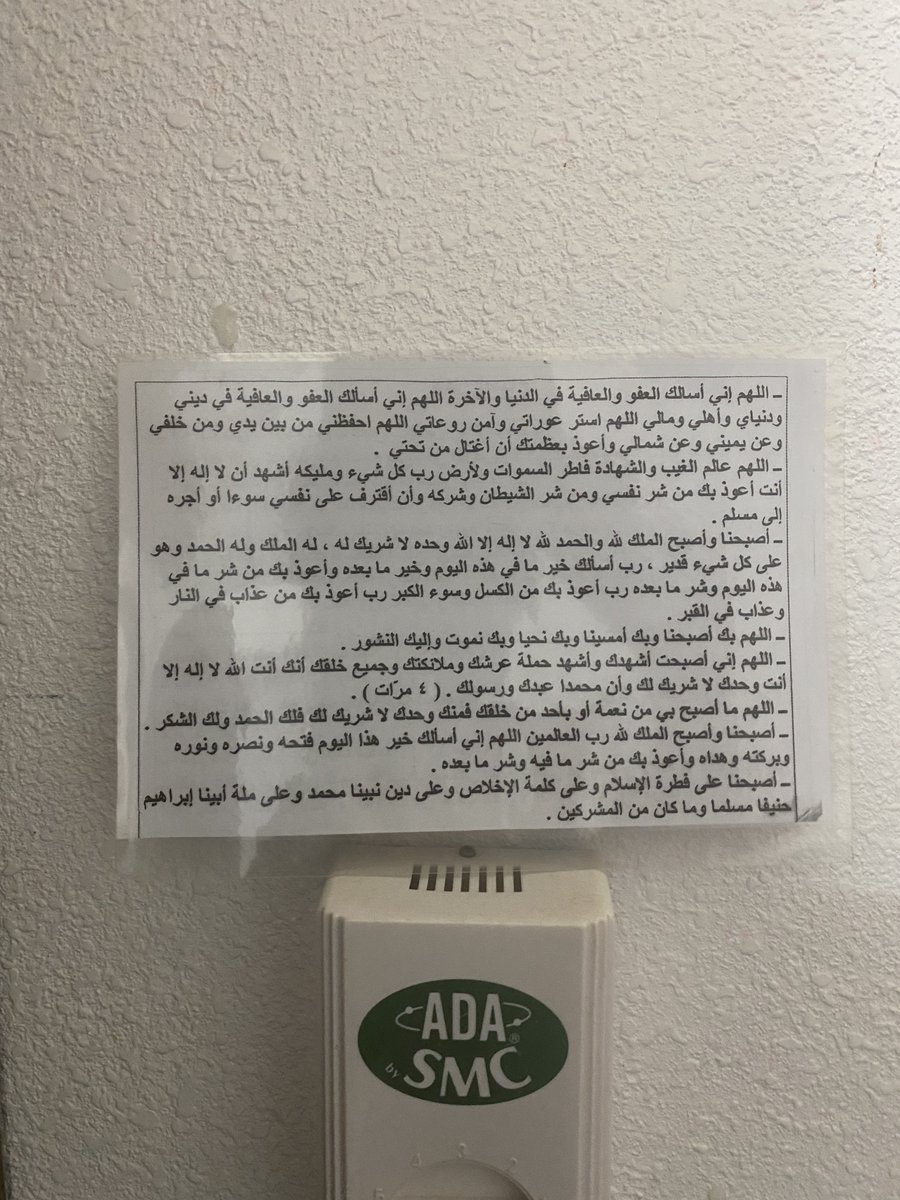 ـ اللهم إني أسالك العفو والعافية في الدنيا والآخرة اللهم إني أسألك العفو والعافية في ديني
ودنياي وأهلي ومالي اللهم استر عوراتي وآمن روعاتي اللهم احفظني من بين يدي ومن خلفي
وعن يميني وعن شمالي وأعوذ بعظمتك أن أغتال من تحتي .
ـ اللهم عالم الغيب والشهادة فاطر السموات ولأرض رب كل شيء ومليكه أشهد أن لا إله إلا
أنت أعوذ بك من شر نفسي ومن شر الشيطان وشركه وأن أقترف على نفسي سوءا أو أجره
إلى مسلم .
ـ أصبحنا وأصبح الملك لله والحمد لله لا إله إلا الله وحده لا شريك له ، له الملك وله الحمد وهو
على كل شيء قدير ، رب أسألك خير ما في هذه اليوم وخير ما بعده وأعوذ بك من شر ما في
هذه اليوم وشر ما بعده رب أعوذ بك من الكسل وسوء الكبر رب أعوذ بك من عذاب في النار
وعذاب في القبر .
ـ اللهم بك أصبحنا وبك أمسينا وبك نحيا وبك نموت وإليك النشور .
ـ اللهم إني أصبحت أشهدك وأشهد حملة عرشك وملائكتك وجميع خلقك أنك أنت الله لا إله إلا
أنت وحدك لا شريك لك وأن محمدا عبدك ورسولك . ( ٤ مرّات ) .
ـ اللهم ما أصبح بي من نعمة أو بأحد من خلقك فمنك وحدك لا شريك لك فلك الحمد ولك الشكر .
ـ أصبحنا وأصبح الملك لله رب العالمين اللهم إني أسألك خير هذا اليوم فتحه ونصره ونوره
وبركته وهداه وأعوذ بك من شر ما فيه وشر ما بعده .
ـ أصبحنا على فطرة الإسلام وعلى كلمة الإخلاص وعلى دين نبينا محمد وعلى ملة أبينا إبراهيم
حنيفا مسلما وما كان من المشركين .
ADA®
by SMC
4 3 2
5